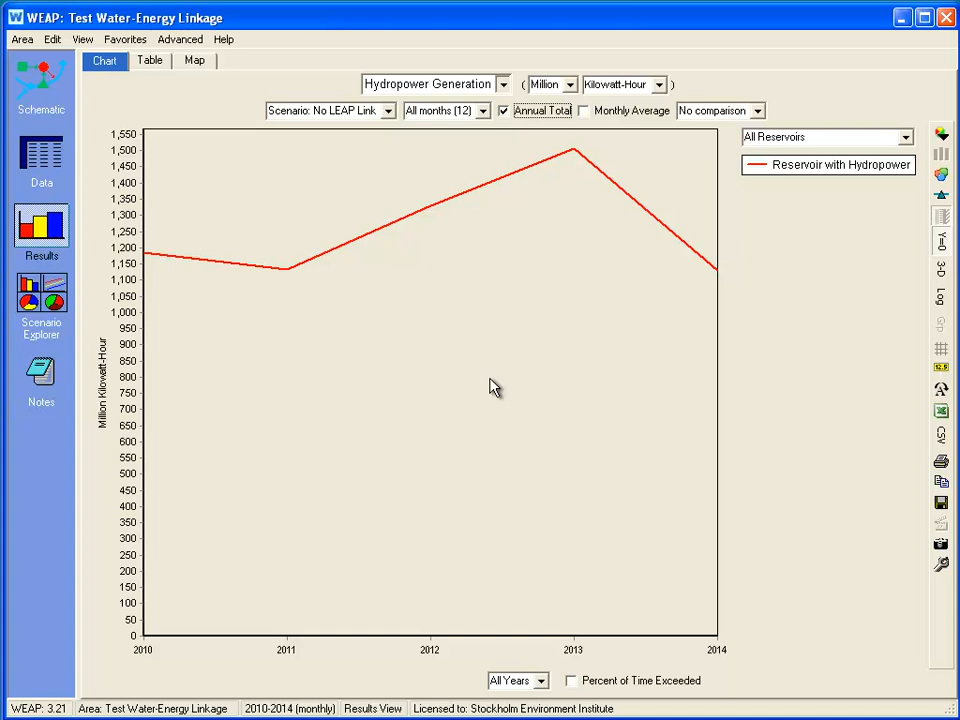 WEAP: Test Water-Energy Linkage
Area Edit View Favorites Advanced Help
Chart Table Map
Hydropower Generation ( Million Kilowatt-Hour )
Scenario: No LEAP Link All months (12) Annual Total Monthly Average No comparison
Schematic
Data
Results
Scenario
Explorer
Notes
All Reservoirs
Reservoir with Hydropower
1,550
1,500
1,450
1,400
1,350
1,300
1,250
1,200
1,150
1,100
1,050
1,000
950
900
850
800
750
700
650
600
550
500
450
400
350
300
250
200
150
100
50
0
Million Kilowatt-Hour
2010 2011 2012 2013 2014
Y=0
3-D
Log
Grp
12.5
CSV
All Years Percent of Time Exceeded
WEAP: 3.21 Area: Test Water-Energy Linkage 2010-2014 (monthly) Results View Licensed to: Stockholm Environment Institute